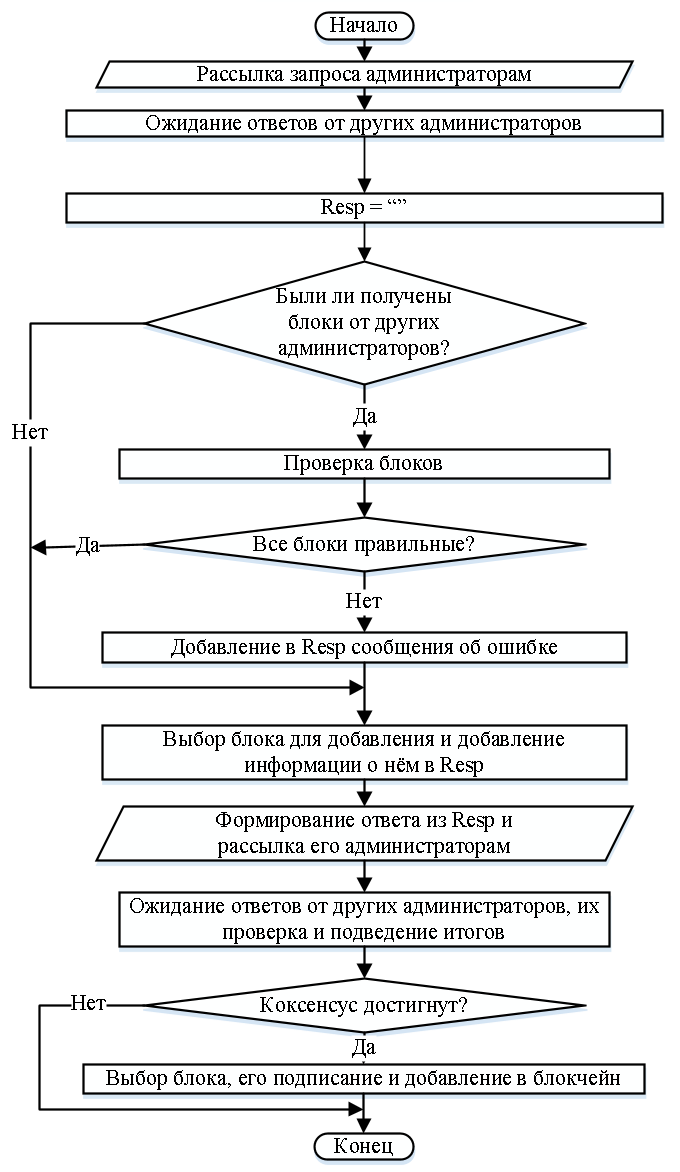 Начало
Рассылка запроса администраторам
Ожидание ответов от других администраторов
Resp = “”
Были ли получены
блоки от других
администраторов?
Да
Нет
Проверка блоков
Все блоки правильные?
Да
Нет
Добавление в Resp сообщения об ошибке
Выбор блока для добавления и добавление
информации о нём в Resp
Формирование ответа из Resp и
рассылка его администраторам
Ожидание ответов от других администраторов, их
проверка и подведение итогов
Коксенсус достигнут?
Нет
Да
Выбор блока, его подписание и добавление в блокчейн
Конец